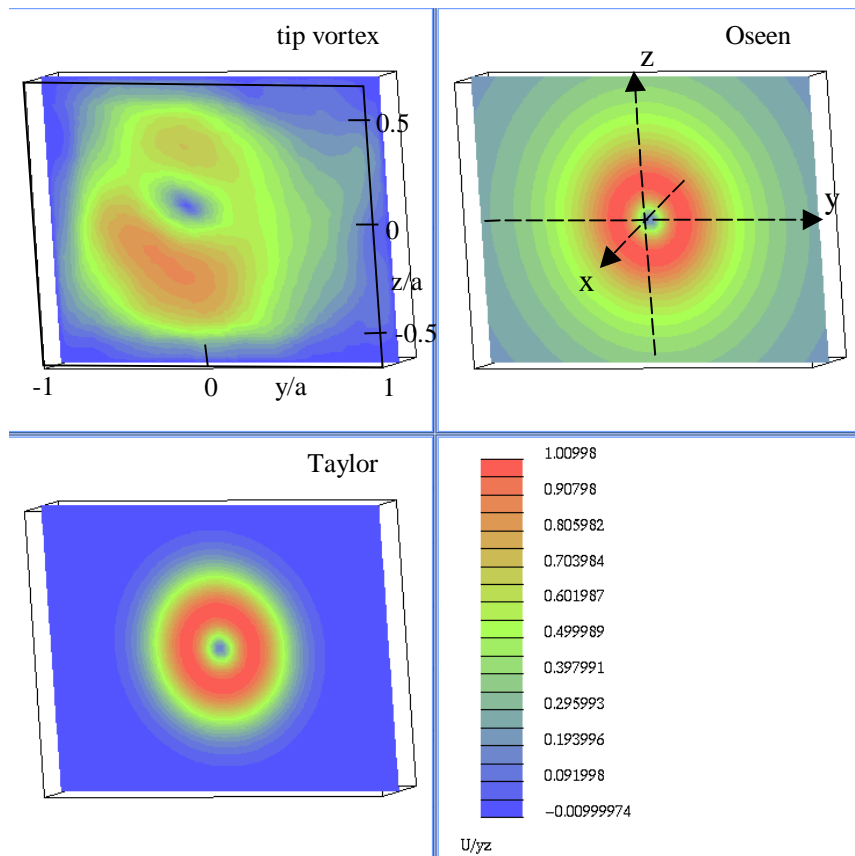 tip vortex
0.5
0
z/a
-0.5
-1
0
y/a
1
Oseen
z
y
x
Taylor
1.00998
0.90798
0.805982
0.703984
0.601987
0.499989
0.397991
0.295993
0.193996
0.091998
-0.00999974
U/yz